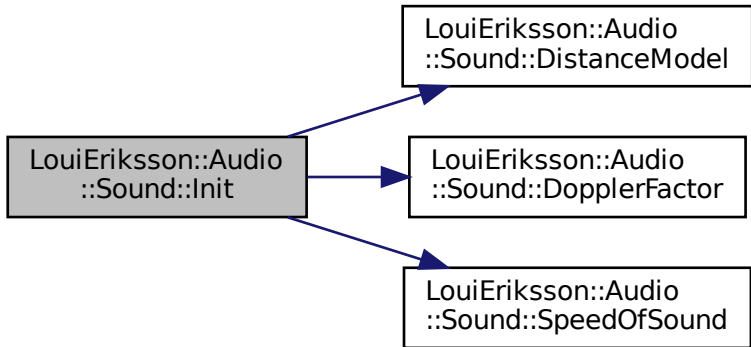 LouiEriksson::Audio
::Sound::Init
LouiEriksson::Audio
::Sound::DistanceModel
LouiEriksson::Audio
::Sound::DopplerFactor
LouiEriksson::Audio
::Sound::SpeedOfSound